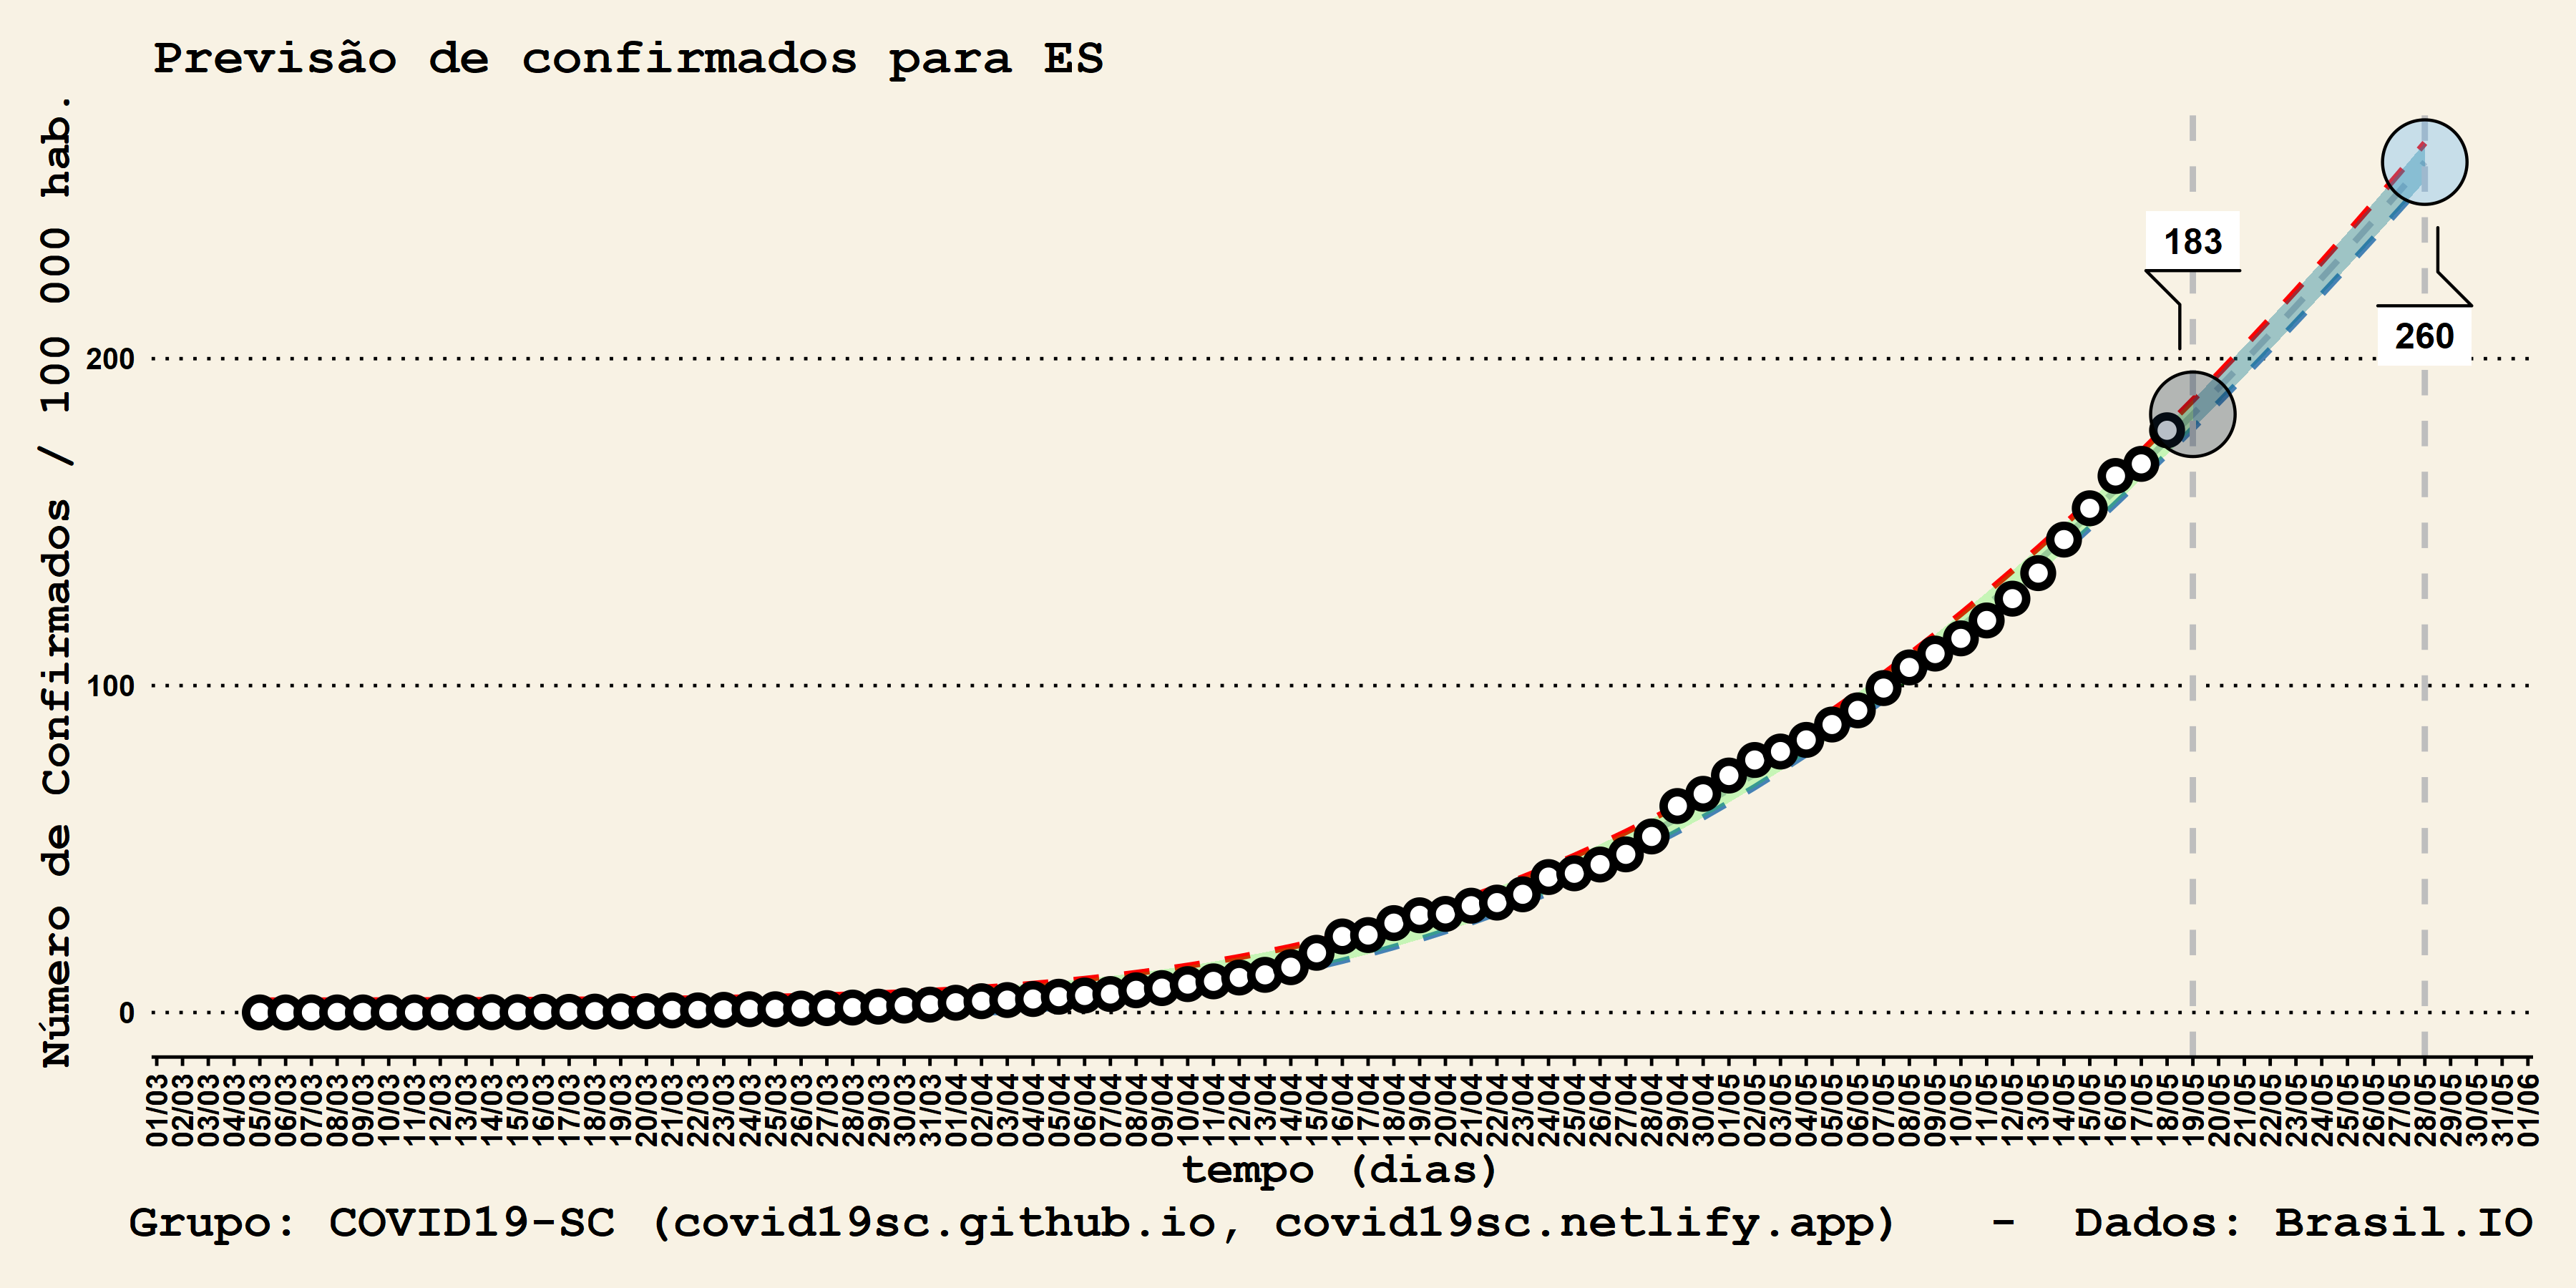 Previsão de confirmados para ES
Número de Confirmados / 100 000 hab.
183
260
200
100
0
01/03 02/03 03/03 04/03 05/03 06/03 07/03 08/03 09/03 10/03 11/03 12/03 13/03 14/03 15/03 16/03 17/03 18/03 19/03 20/03 21/03 22/03 23/03 24/03 25/03 26/03 27/03 28/03 29/03 30/03 31/03 01/04 02/04 03/04 04/04 05/04 06/04 07/04 08/04 09/04 10/04 11/04 12/04 13/04 14/04 15/04 16/04 17/04 18/04 19/04 20/04 21/04 22/04 23/04 24/04 25/04 26/04 27/04 28/04 29/04 30/04 01/05 02/05 03/05 04/05 05/05 06/05 07/05 08/05 09/05 10/05 11/05 12/05 13/05 14/05 15/05 16/05 17/05 18/05 19/05 20/05 21/05 22/05 23/05 24/05 25/05 26/05 27/05 28/05 29/05 30/05 31/05 01/06
tempo (dias)
Grupo: COVID19-SC (covid19sc.github.io, covid19sc.netlify.app) - Dados: Brasil.IO